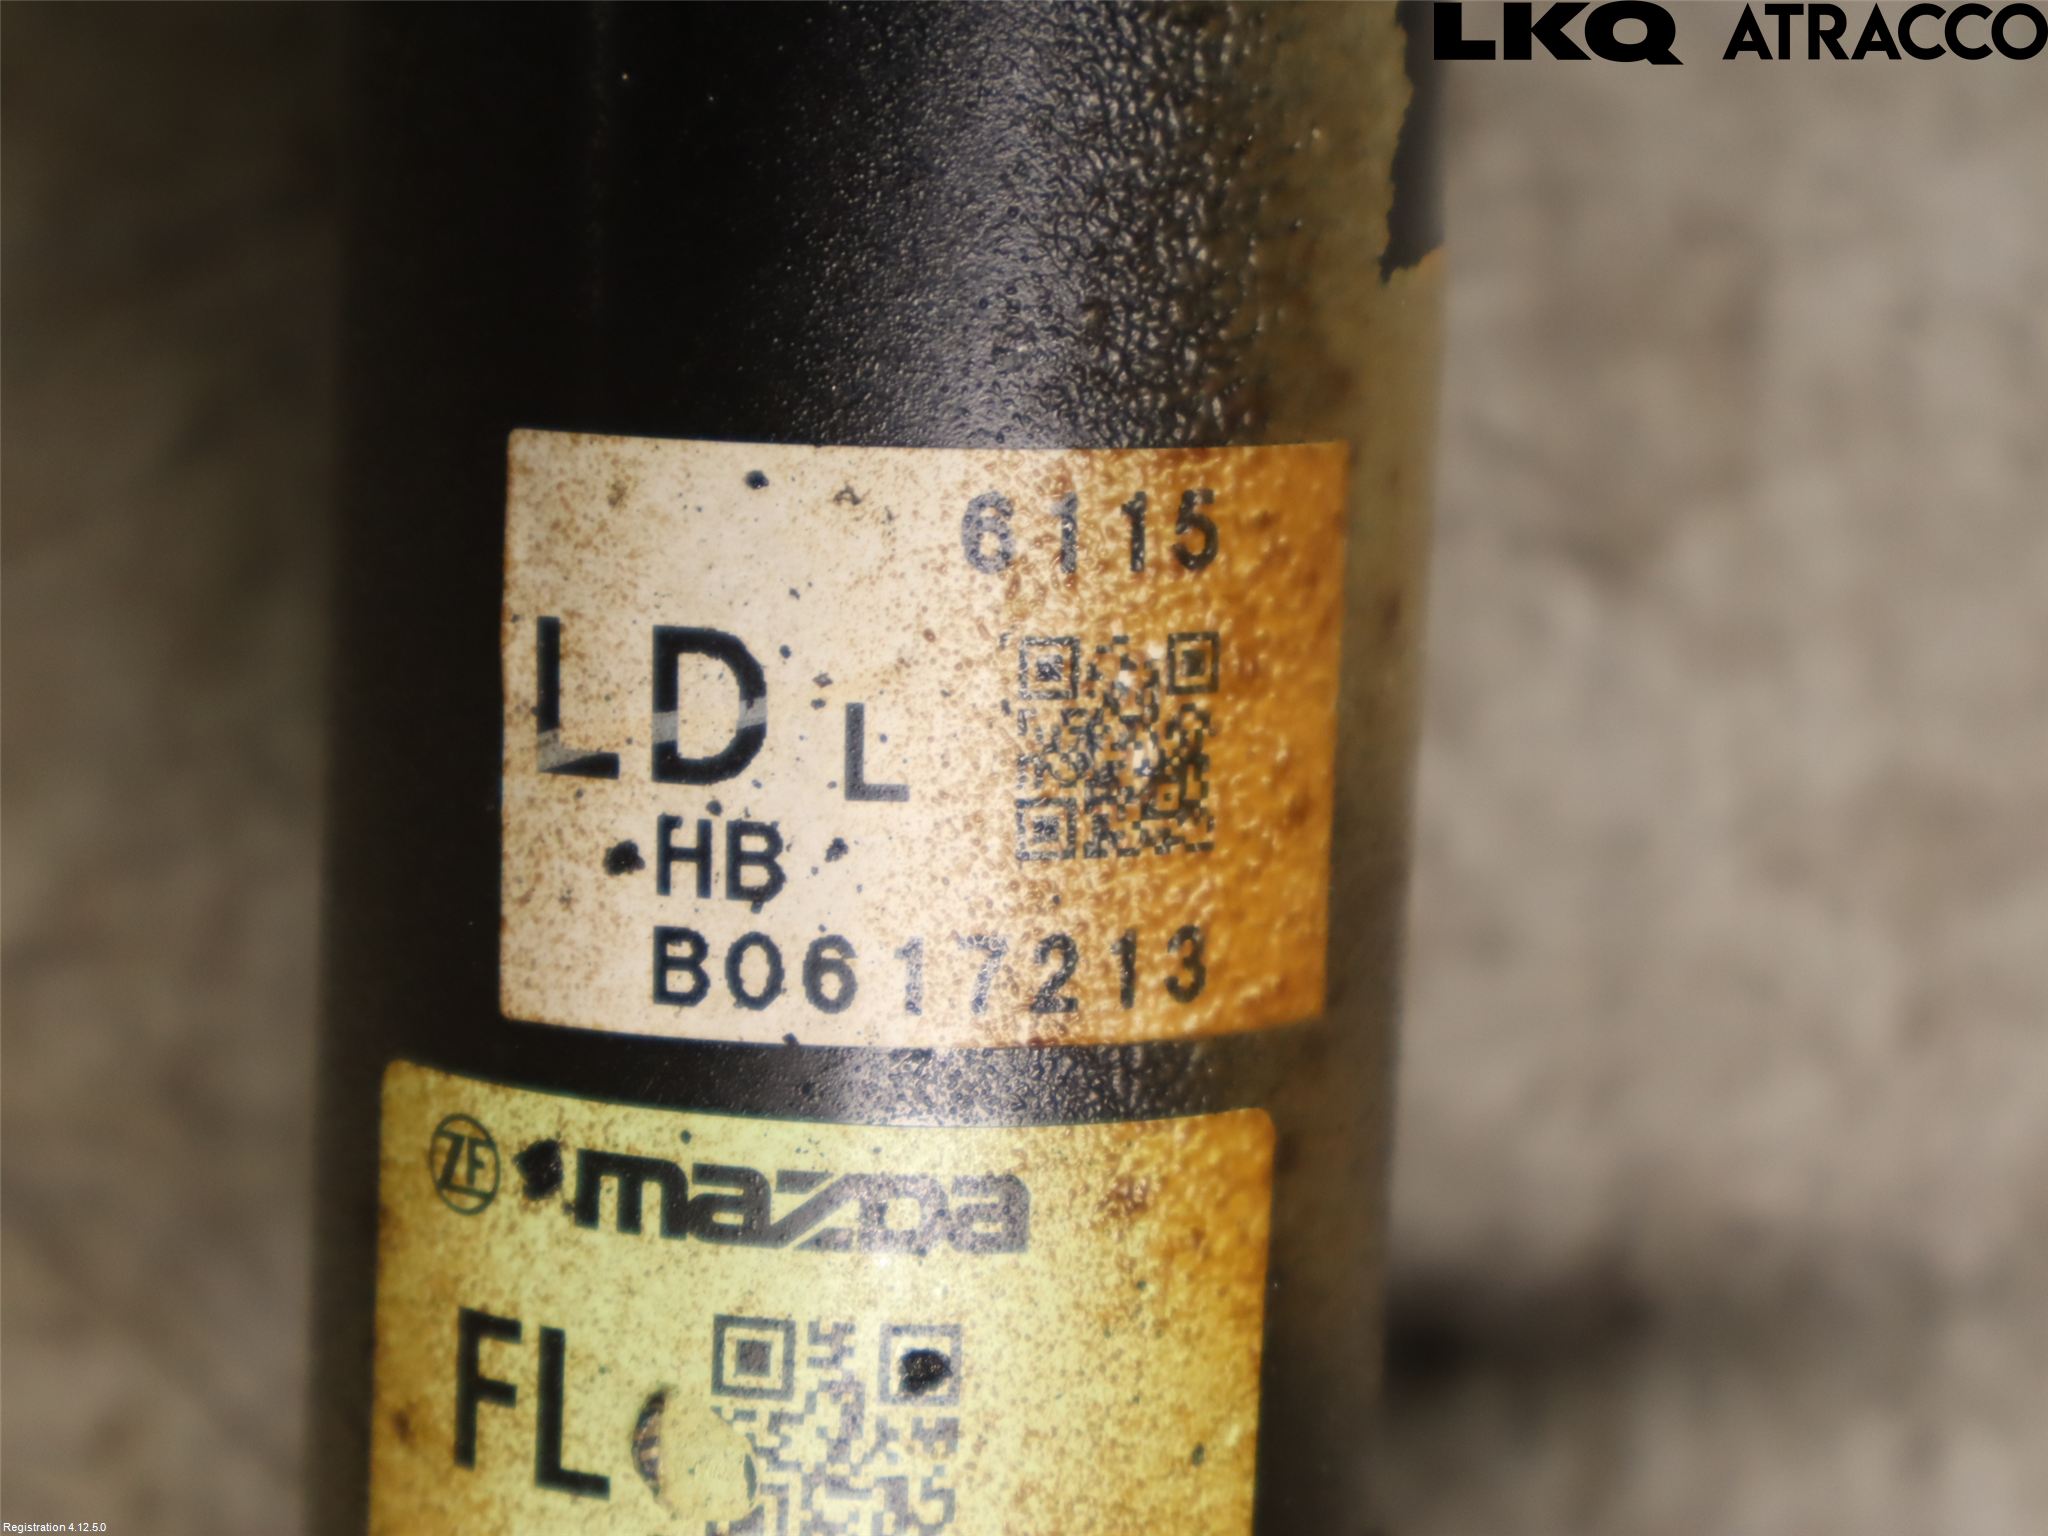 LKQ ATRACCO
6115
LD L
HB
B0617213
ZF mazda
FL
Registration 4.12.5.0